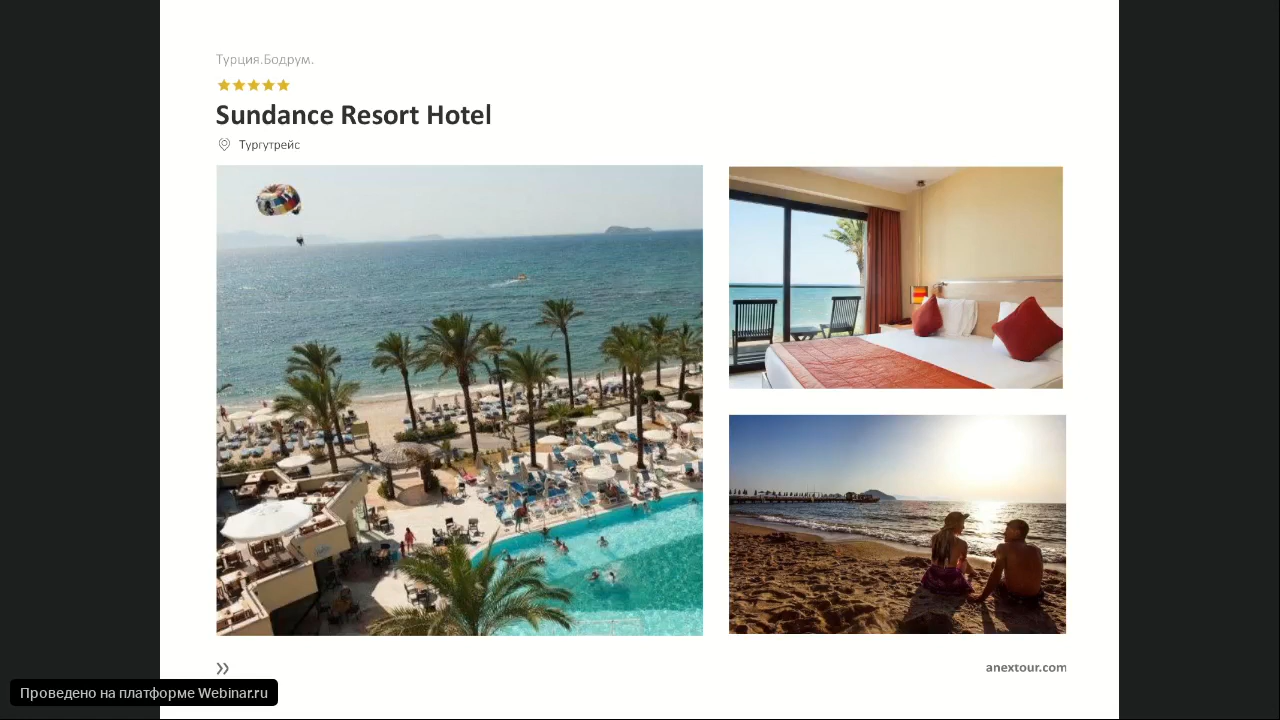 Турция.Бодрум.
Sundance Resort Hotel
Тургутрейс
anextour.com
Проведено на платформе Webinar.ru